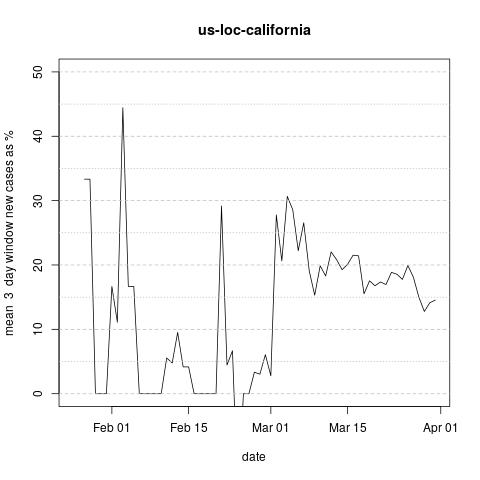 us-loc-california
mean 3 day window new cases as %
50
40
30
20
10
0
Feb 01 Feb 15 Mar 01 Mar 15 Apr 01
date